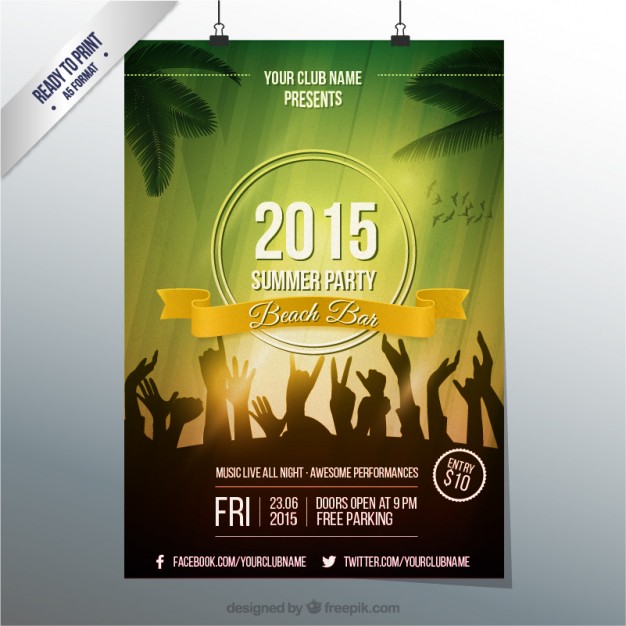 READY TO PRINT
A5 FORMAT
YOUR CLUB NAME
PRESENTS
2015
SUMMER PARTY
Beach Bar
MUSIC LIVE ALL NIGHT · AWESOME PERFORMANCES
ENTRY
$10
FRI
23.06
2015
DOORS OPEN AT 9 PM
FREE PARKING
FACEBOOK.COM/YOURCLUBNAME
TWITTER.COM/YOURCLUBNAME
designed by freepik.com